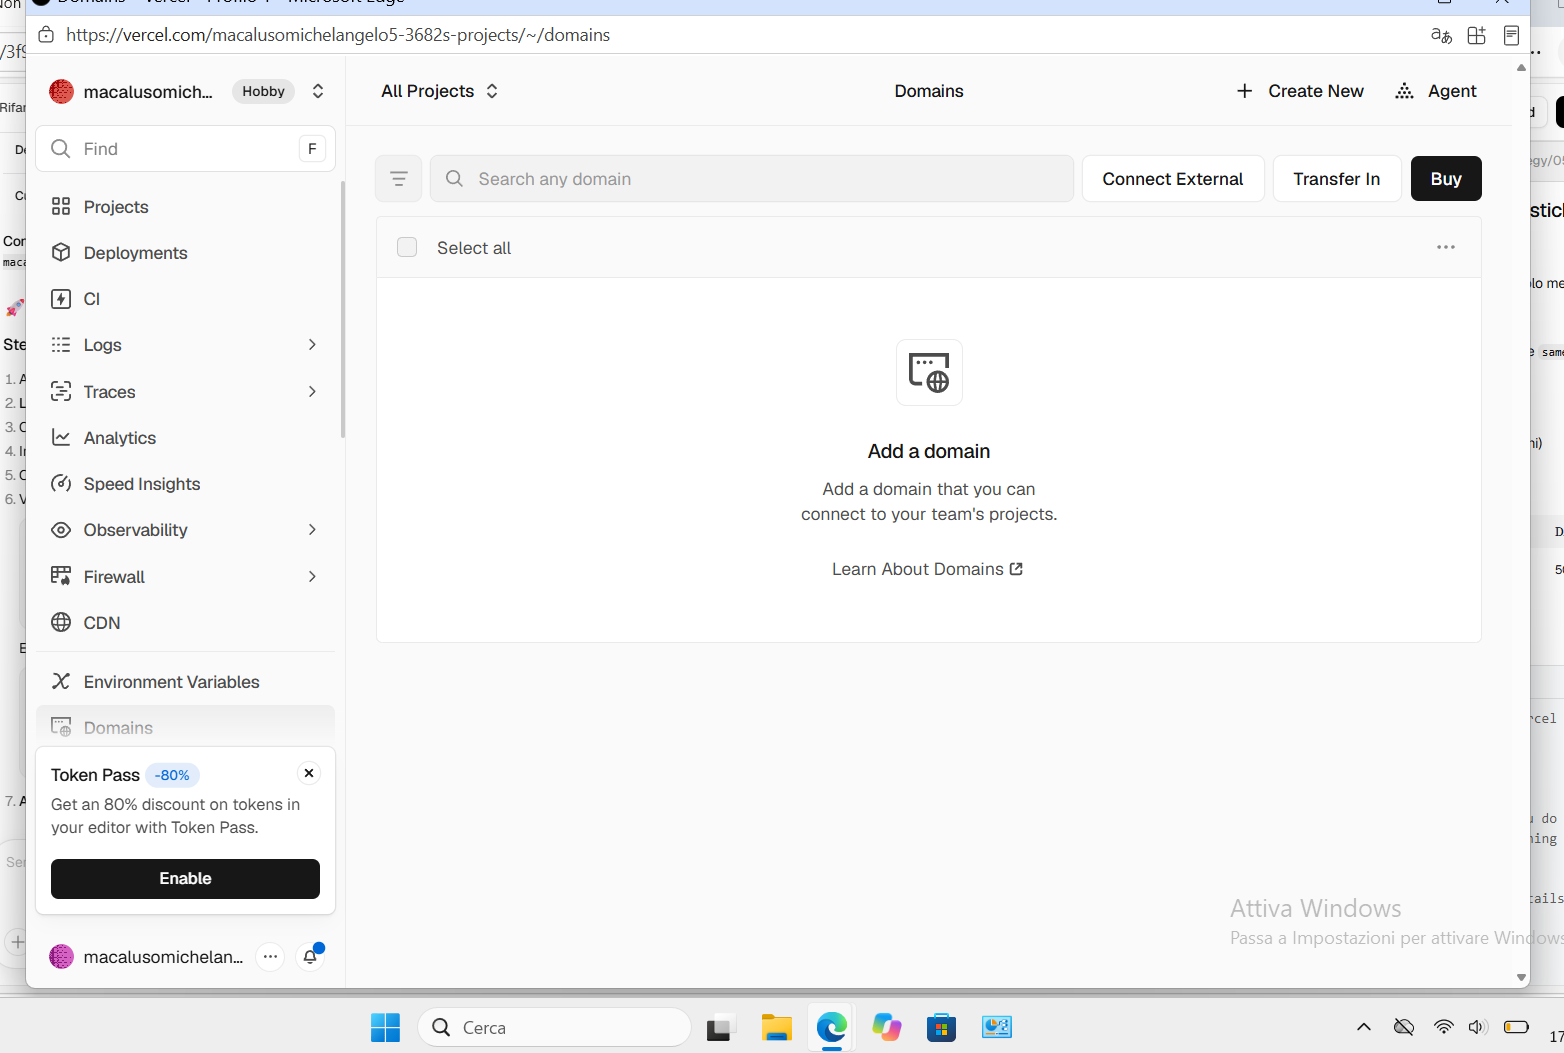 https://vercel.com/macalusomichelangelo5-3682s-projects/~/domains
macalusomich...
Hobby
All Projects
Domains
Create New
Agent
Find
F
Search any domain
Connect External
Transfer In
Buy
Projects
Deployments
CI
Logs
Traces
Analytics
Speed Insights
Observability
Firewall
CDN
Environment Variables
Domains
Select all
Add a domain
Add a domain that you can
connect to your team's projects.
Learn About Domains
Token Pass -80%
Get an 80% discount on tokens in
your editor with Token Pass.
Enable
macalusomichelan...
Attiva Windows
Passa a Impostazioni per attivare Windows
Cerca
17